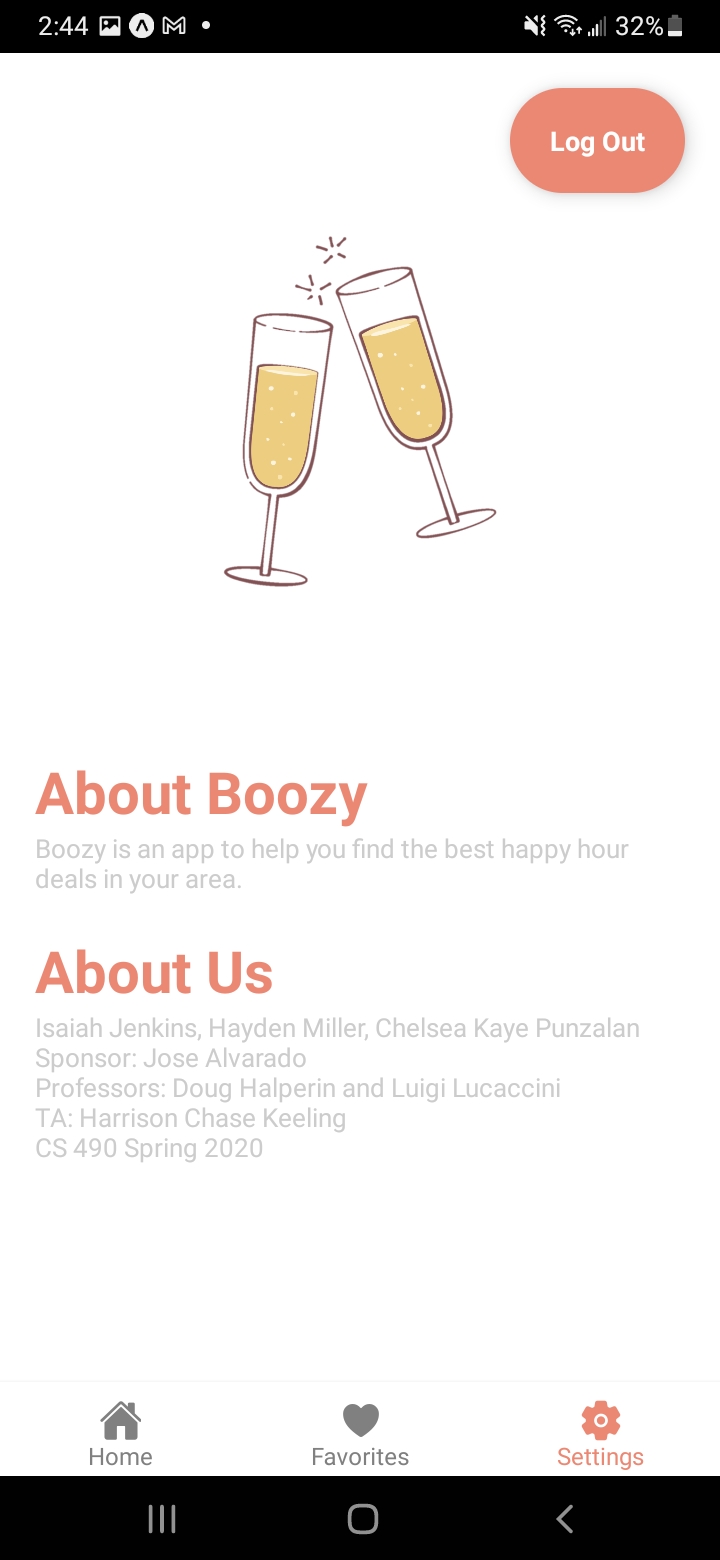 2:44
32%
Log Out
About Boozy
Boozy is an app to help you find the best happy hour
deals in your area.
About Us
Isaiah Jenkins, Hayden Miller, Chelsea Kaye Punzalan
Sponsor: Jose Alvarado
Professors: Doug Halperin and Luigi Lucaccini
TA: Harrison Chase Keeling
CS 490 Spring 2020
Home
Favorites
Settings